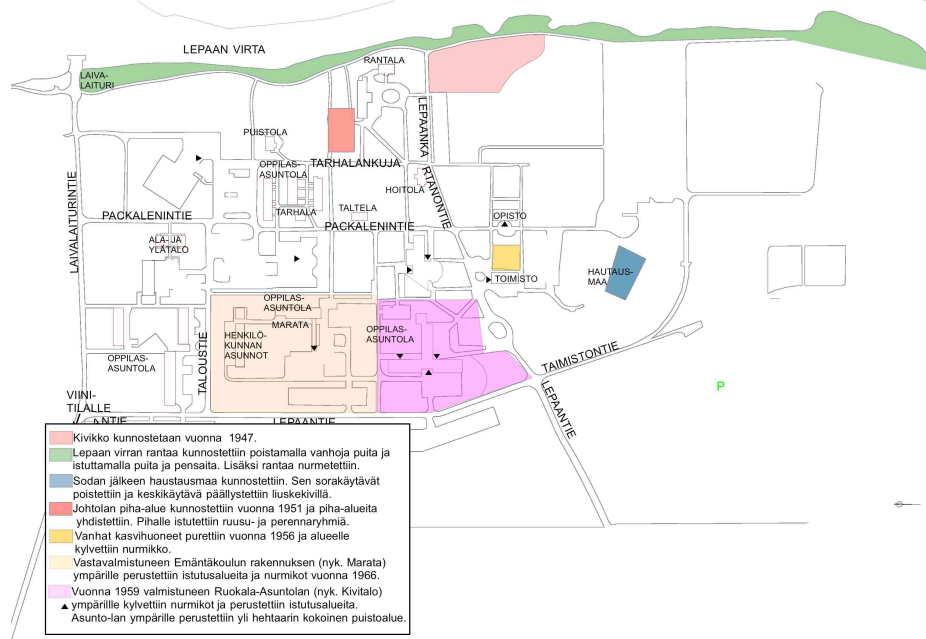 LEPAAN VIRTA
RANTALA
LAIVA-
LAITURI
PUISTOLA
LEPAANKA
RTANONTIE
OPPILAS-
ASUNTOLA
TARHALANKUJA
HOITOLA
LAIVALAITURINTIE
PACKALENINTIE
TARHALA
TALTELA
PACKALENINTIE
OPISTO
ALA- JA
YLÄTALO
TOIMISTO
HAUTAUS-
MAA
OPPILAS-
ASUNTOLA
MARATA
HENKILÖ-
KUNNAN
ASUNNOT
OPPILAS-
ASUNTOLA
OPPILAS-
ASUNTOLA
TALOUSTIE
TAIMISTONTIE
LEPAANTIE
P
VIINI-
TILALLE
ANTIE
LEPAANTIE
Kivikko kunnostetaan vuonna 1947.
Lepaan virran rantaa kunnostettiin poistamalla vanhoja puita ja
istuttamalla puita ja pensaita. Lisäksi rantaa nurmetettiin.
Sodan jälkeen haustausmaa kunnostettiin. Sen sorakäytävät
poistettiin ja keskikäytävä päällystettiin liuskekivillä.
Johtolan piha-alue kunnostettiin vuonna 1951 ja piha-alueita
yhdistettiin. Pihalle istutettiin ruusu- ja perennaryhmiä.
Vanhat kasvihuoneet purettiin vuonna 1956 ja alueelle
kylvettiin nurmikko.
Vastavalmistuneen Emäntäkoulun rakennuksen (nyk. Marata)
ympärille perustettiin istutusalueita ja nurmikot vuonna 1966.
Vuonna 1959 valmistuneen Ruokala-Asuntolan (nyk. Kivitalo)
ympärillle kylvettiin nurmikot ja perustettiin istutusalueita.
Asunto-lan ympärille perustettiin yli hehtaarin kokoinen puistoalue.